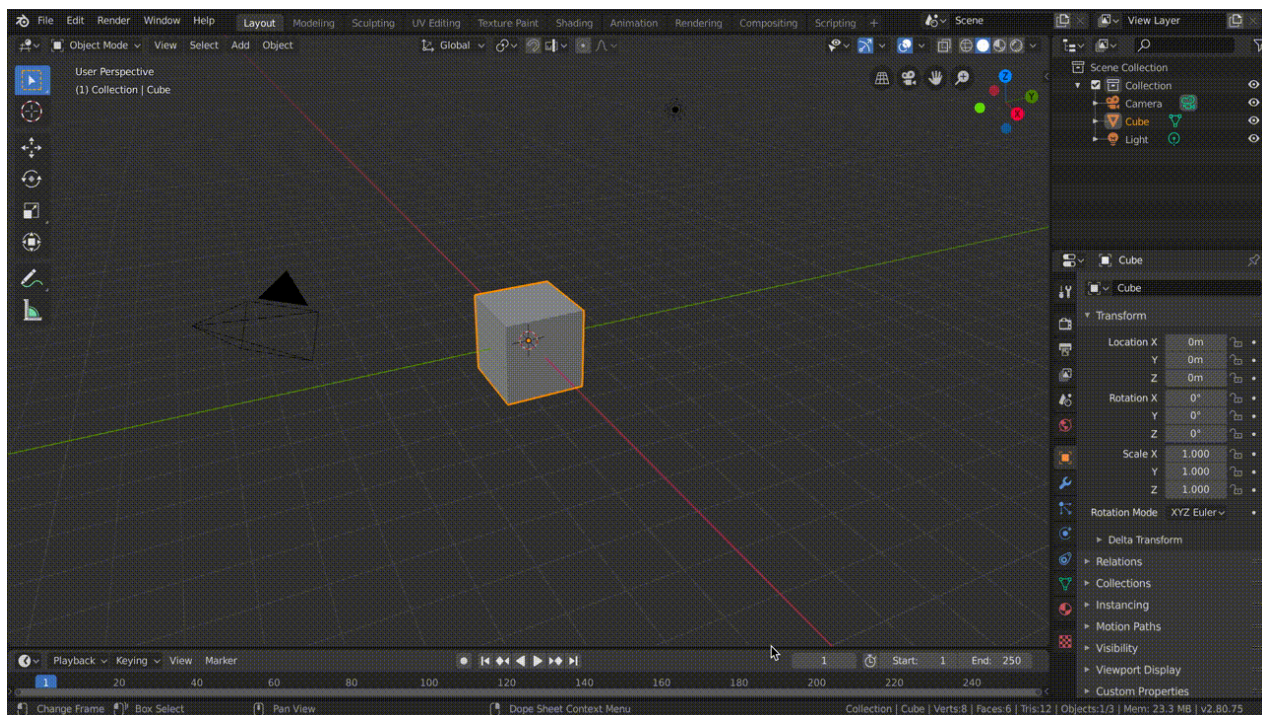 File Edit Render Window Help Layout Modeling Sculpting UV Editing Texture Paint Shading Animation Rendering Compositing Scripting + Scene View Layer
Object Mode View Select Add Object Global
User Perspective
(1) Collection | Cube
Z
Y
X
Scene Collection
Collection
Camera
Cube
Light
Cube
Cube
Transform
Location X 0m
Y 0m
Z 0m
Rotation X 0°
Y 0°
Z 0°
Scale X 1.000
Y 1.000
Z 1.000
Rotation Mode XYZ Euler
Delta Transform
Relations
Collections
Instancing
Motion Paths
Visibility
Viewport Display
Custom Properties
Playback Keying View Marker 1 Start: 1 End: 250
1 20 40 60 80 100 120 140 160 180 200 220 240
Change Frame Box Select Pan View Dope Sheet Context Menu Collection | Cube | Verts:8 | Faces:6 | Tris:12 | Objects:1/3 | Mem: 23.3 MB | v2.80.75